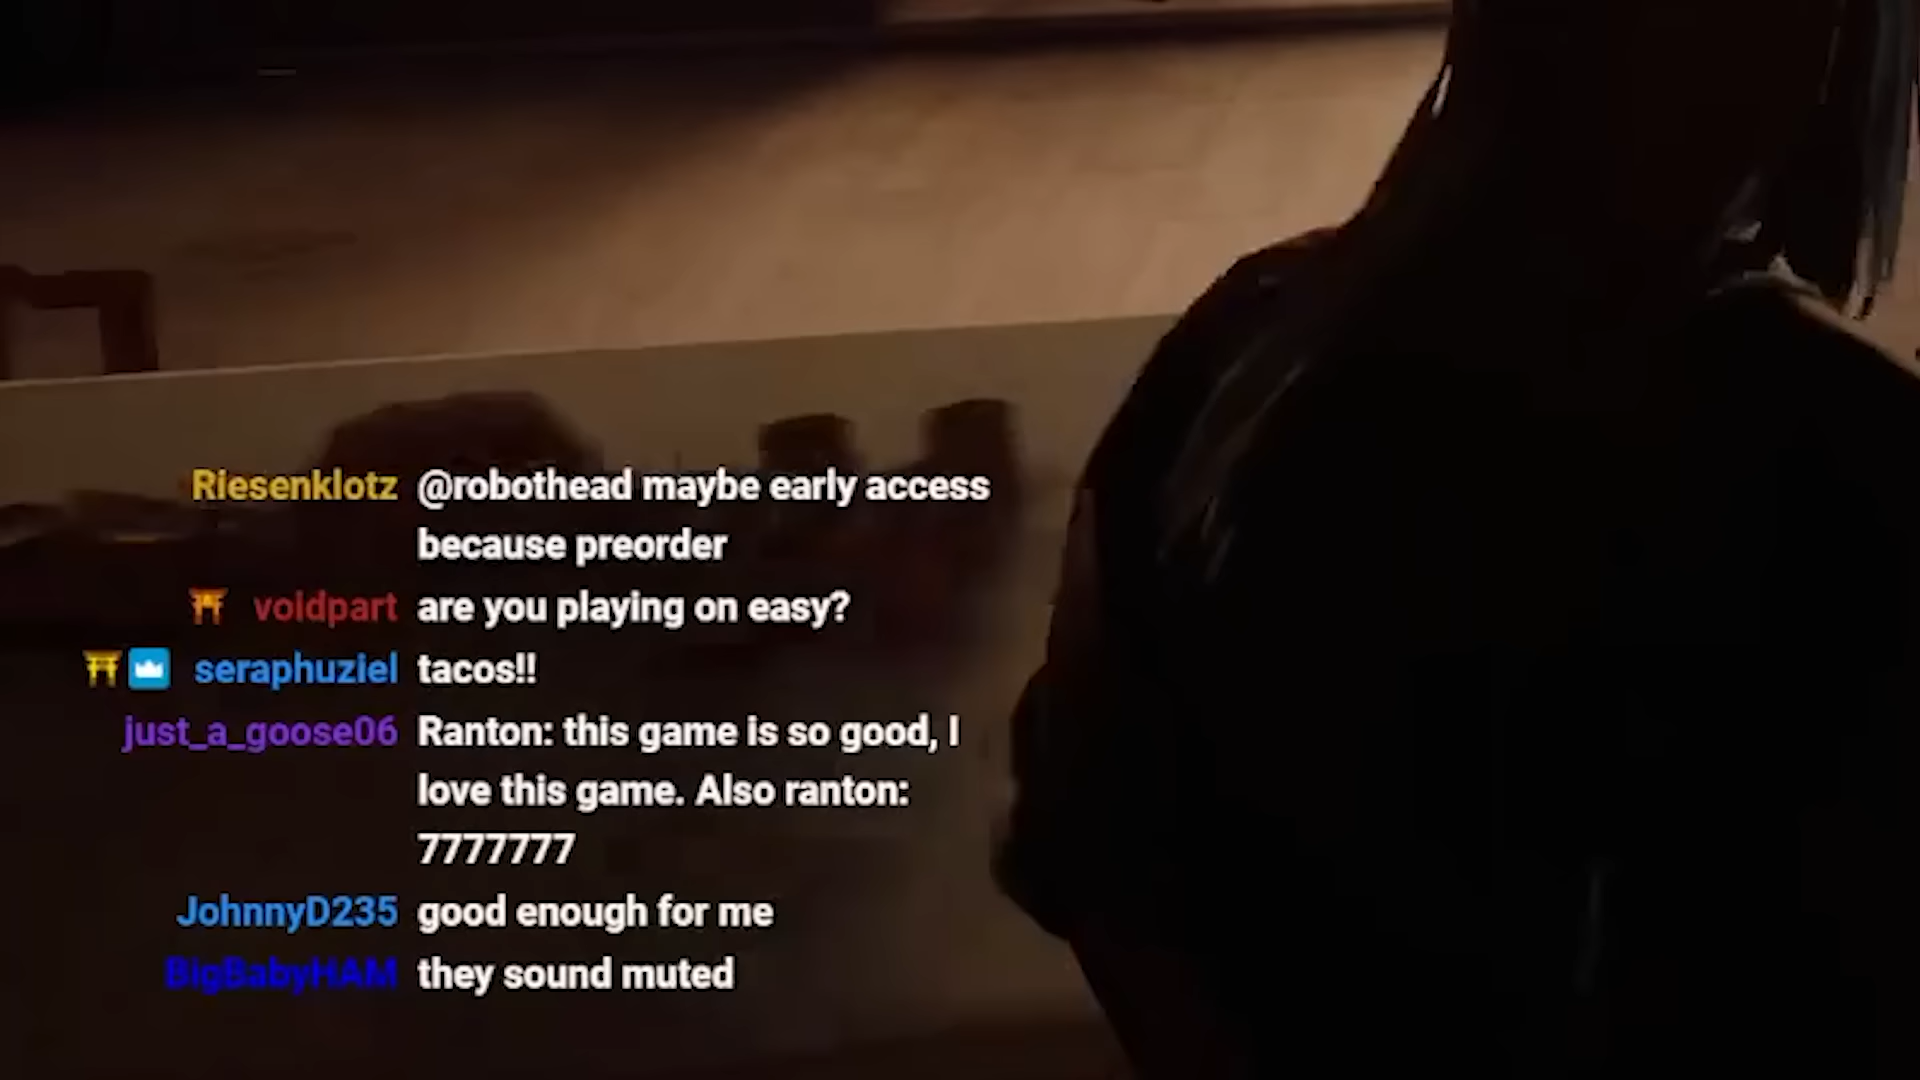 Riesenklotz @robothead maybe early access
because preorder
voidpart are you playing on easy?
seraphuziel tacos!!
just_a_goose06 Ranton: this game is so good, I
love this game. Also ranton:
7777777
JohnnyD235 good enough for me
BigBabyHAM they sound muted